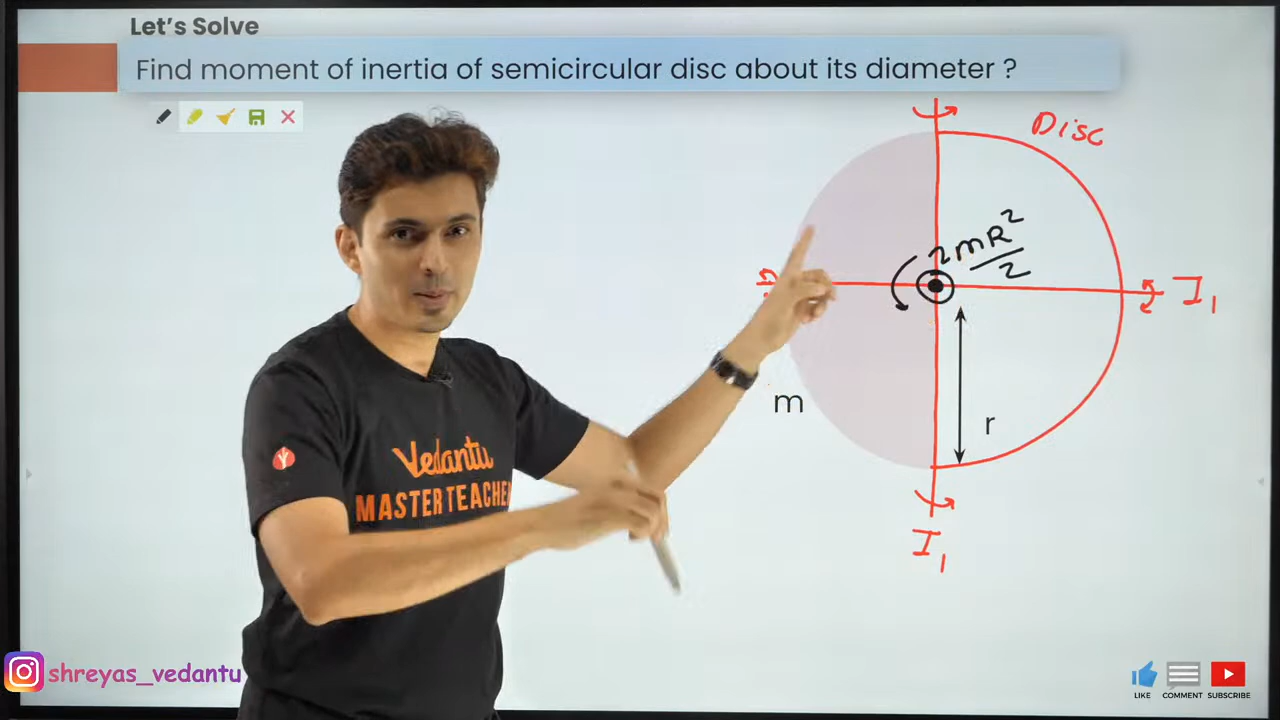 Let's Solve
Find moment of inertia of semicircular disc about its diameter ?
Disc
2mR²/2
I₁
m
r
I₁
Vedantu
MASTER TEACHER
shreyas_vedantu
LIKE COMMENT SUBSCRIBE